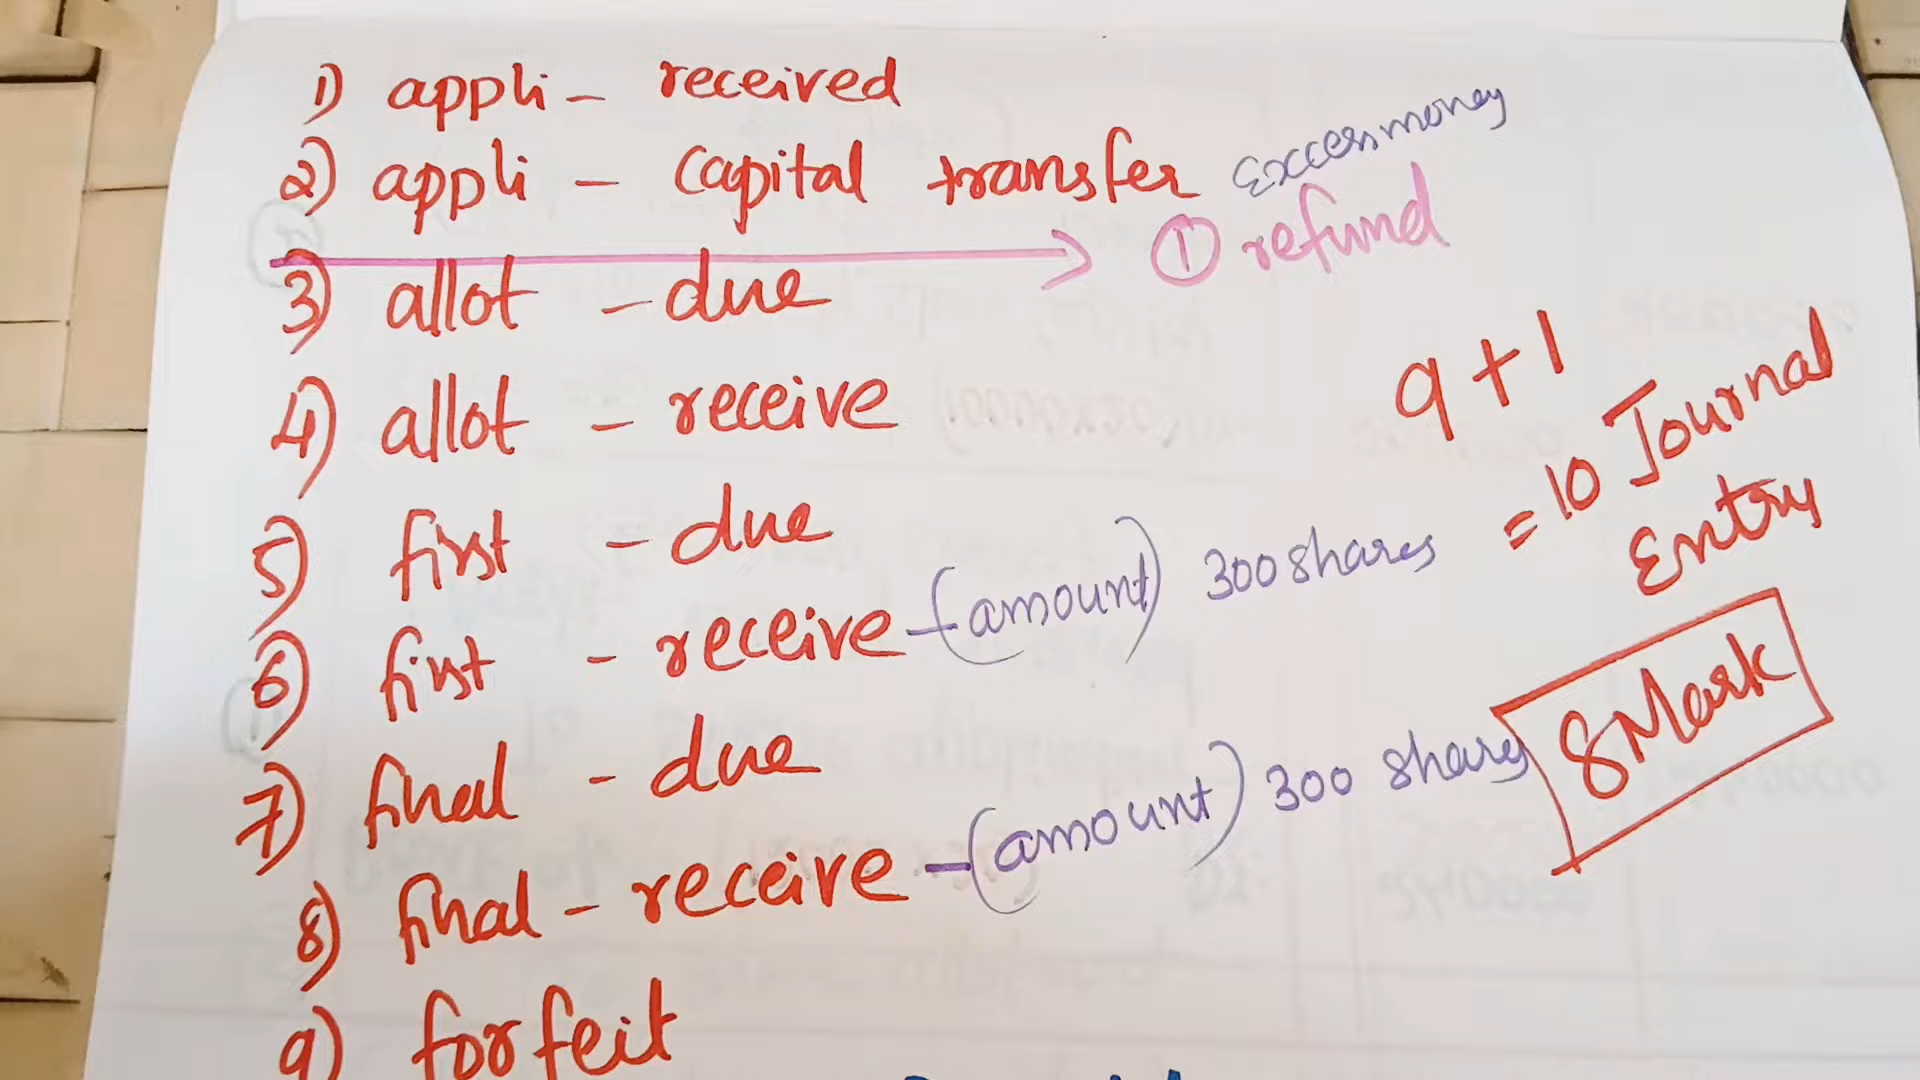 1) appli - received
2) appli - capital transfer excess money
① refund
3) allot - due
4) allot - receive
9 + 1
= 10 Journal
Entry
5) first - due
6) first - receive - (amount) 300 shares
7) final - due
8) final - receive - (amount) 300 shares
8 Mark
9) forfeit